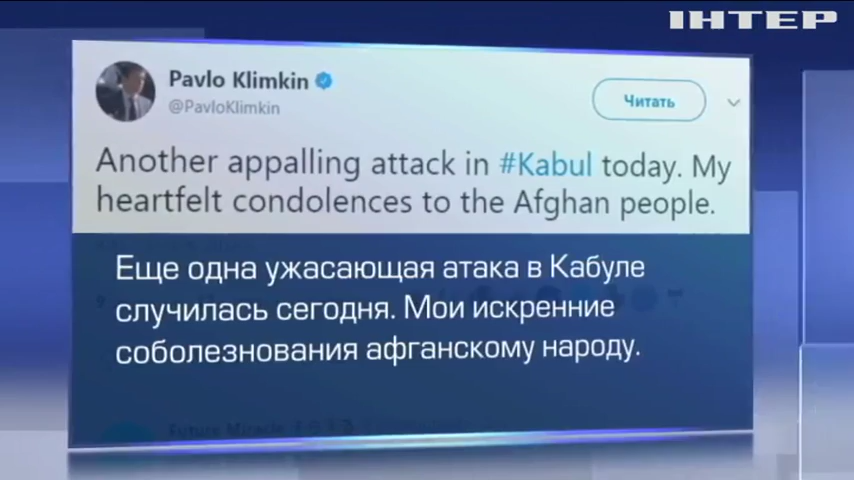 ІНТЕР
Pavlo Klimkin
@PavloKlimkin
Читать
Another appalling attack in #Kabul today. My
heartfelt condolences to the Afghan people.
Еще одна ужасающая атака в Кабуле
случилась сегодня. Мои искренние
соболезнования афганскому народу.